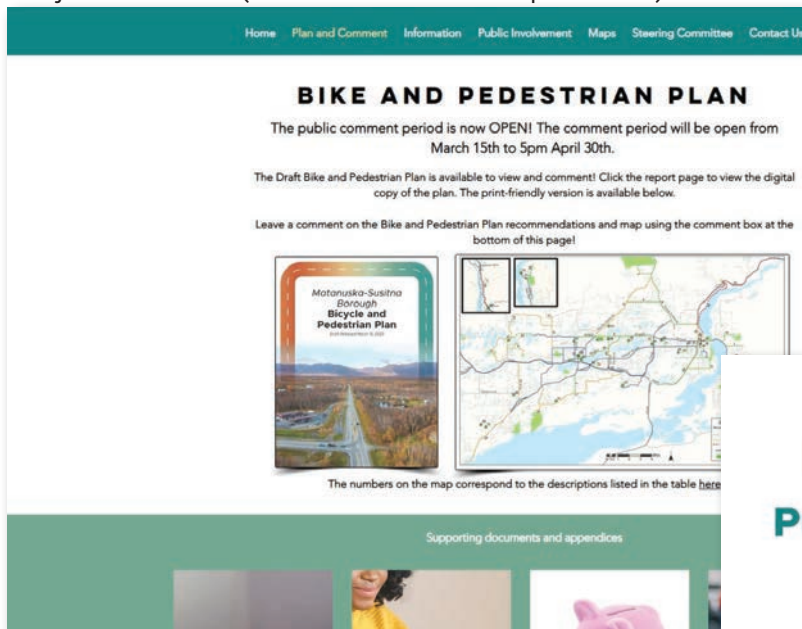 Home Plan and Comment Information Public Involvement Maps Steering Committee Contact Us
BIKE AND PEDESTRIAN PLAN
The public comment period is now OPEN! The comment period will be open from
March 15th to 5pm April 30th.
The Draft Bike and Pedestrian Plan is available to view and comment! Click the report page to view the digital
copy of the plan. The print-friendly version is available below.
Leave a comment on the Bike and Pedestrian Plan recommendations and map using the comment box at the
bottom of this page!
Matanuska-Susitna
Borough
Bicycle and
Pedestrian Plan
The numbers on the map correspond to the descriptions listed in the table here
P
Supporting documents and appendices